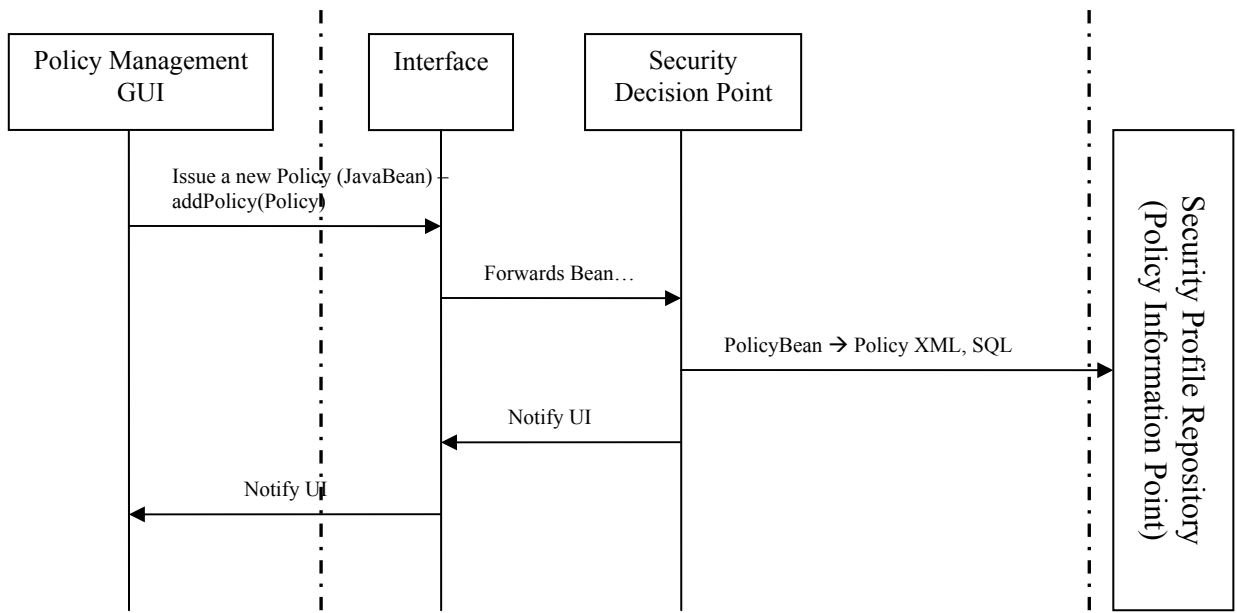 Policy Management
GUI
Interface
Security
Decision Point
Issue a new Policy (JavaBean) –
addPolicy(Policy)
Forwards Bean…
PolicyBean → Policy XML, SQL
Notify UI
Notify UI
Security Profile Repository
(Policy Information Point)